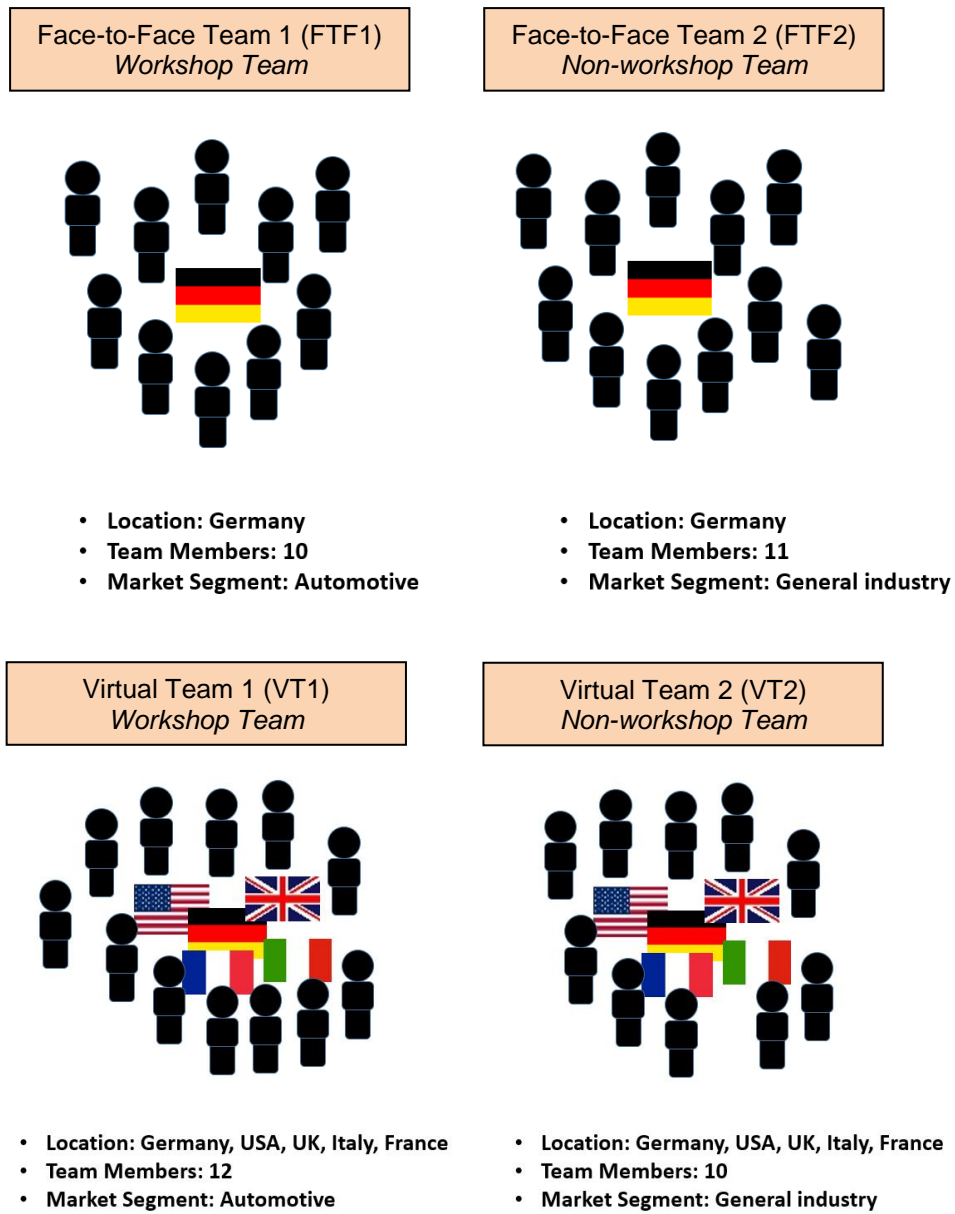 Face-to-Face Team 1 (FTF1)
Workshop Team
Face-to-Face Team 2 (FTF2)
Non-workshop Team
• Location: Germany
• Team Members: 10
• Market Segment: Automotive
• Location: Germany
• Team Members: 11
• Market Segment: General industry
Virtual Team 1 (VT1)
Workshop Team
Virtual Team 2 (VT2)
Non-workshop Team
• Location: Germany, USA, UK, Italy, France
• Team Members: 12
• Market Segment: Automotive
• Location: Germany, USA, UK, Italy, France
• Team Members: 10
• Market Segment: General industry